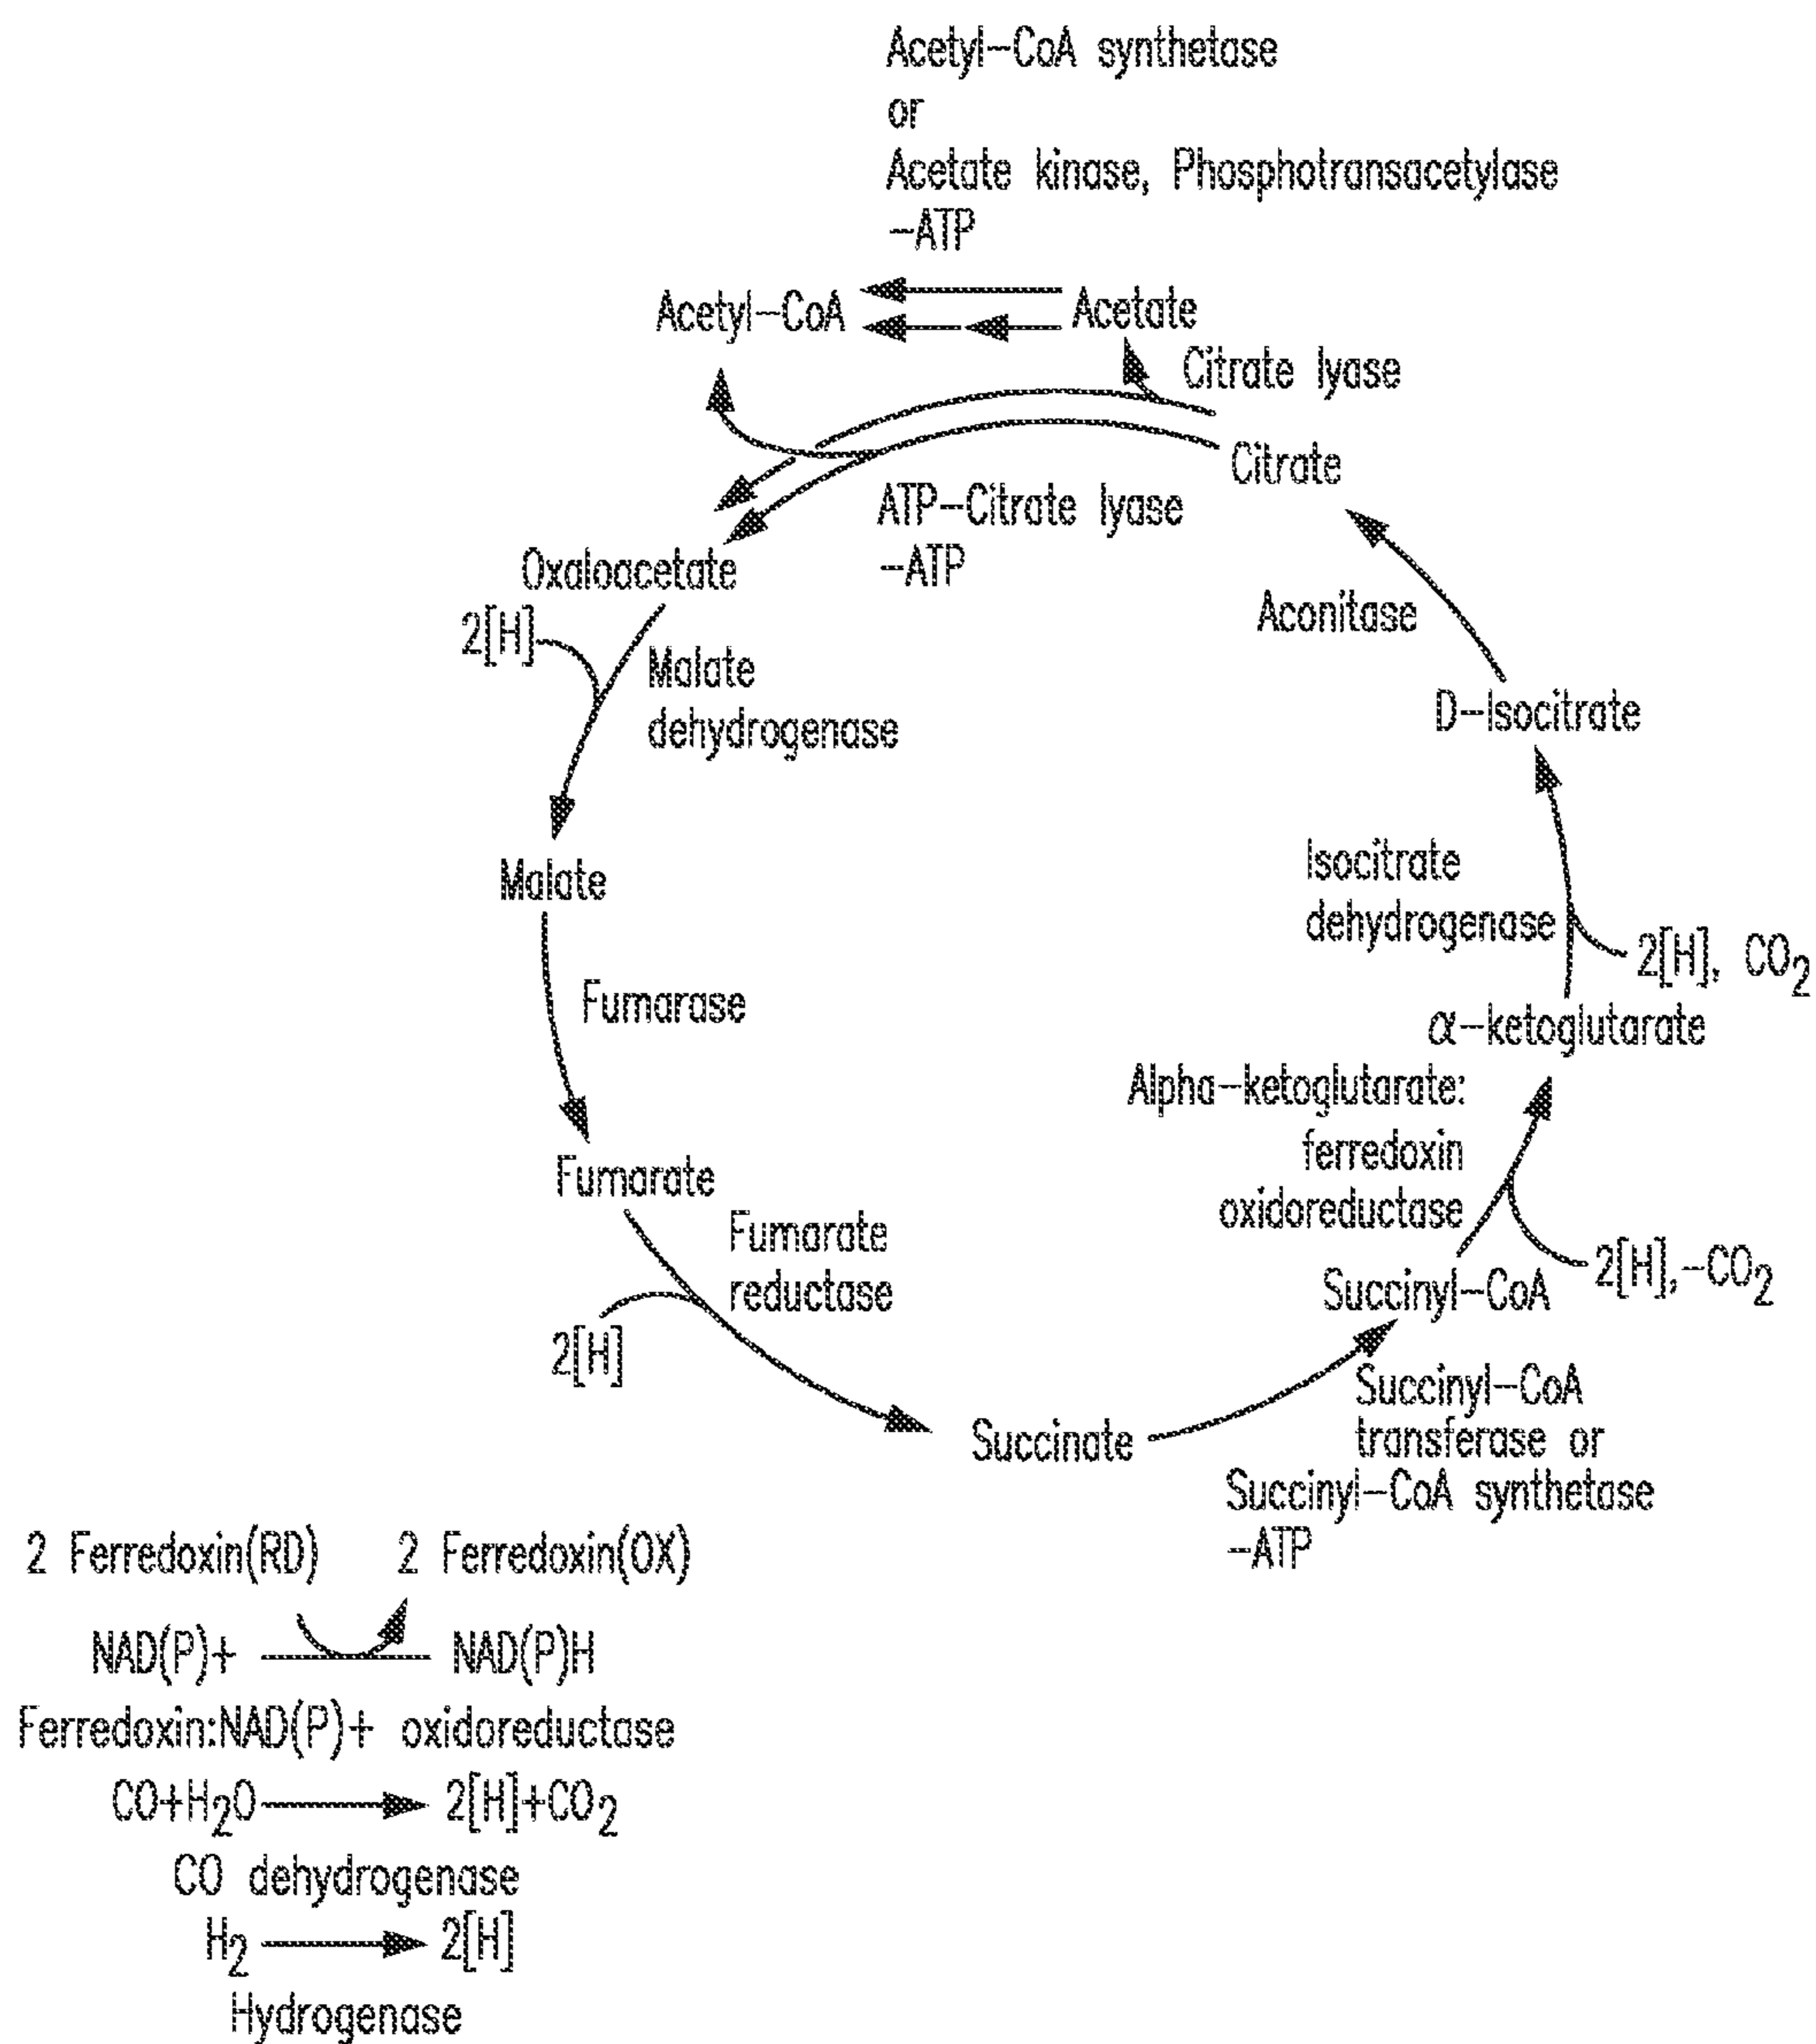 Acetyl-CoA synthetase
or
Acetate kinase, Phosphotransacetylase
-ATP
Acetyl-CoA
Acetate
Citrate lyase
Citrate
ATP-Citrate lyase
-ATP
Oxaloacetate
2[H]
Malate
dehydrogenase
Aconitase
D-Isocitrate
Malate
Isocitrate
dehydrogenase
2[H], CO2
Fumarase
α-ketoglutarate
Alpha-ketoglutarate:
ferredoxin
oxidoreductase
Fumarate
Fumarate
reductase
2[H]
2[H],-CO2
Succinyl-CoA
Succinate
Succinyl-CoA
transferase or
Succinyl-CoA synthetase
-ATP
2 Ferredoxin(RD) 2 Ferredoxin(OX)
NAD(P)+ NAD(P)H
Ferredoxin:NAD(P)+ oxidoreductase
CO+H2O → 2[H]+CO2
CO dehydrogenase
H2 → 2[H]
Hydrogenase